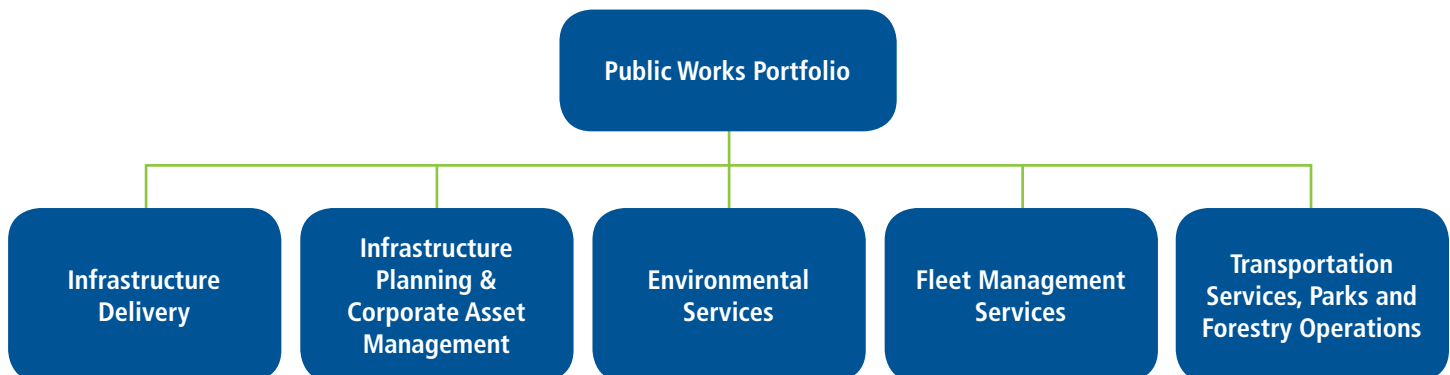 Public Works Portfolio
Infrastructure
Delivery
Infrastructure
Planning &
Corporate Asset
Management
Environmental
Services
Fleet Management
Services
Transportation
Services, Parks and
Forestry Operations